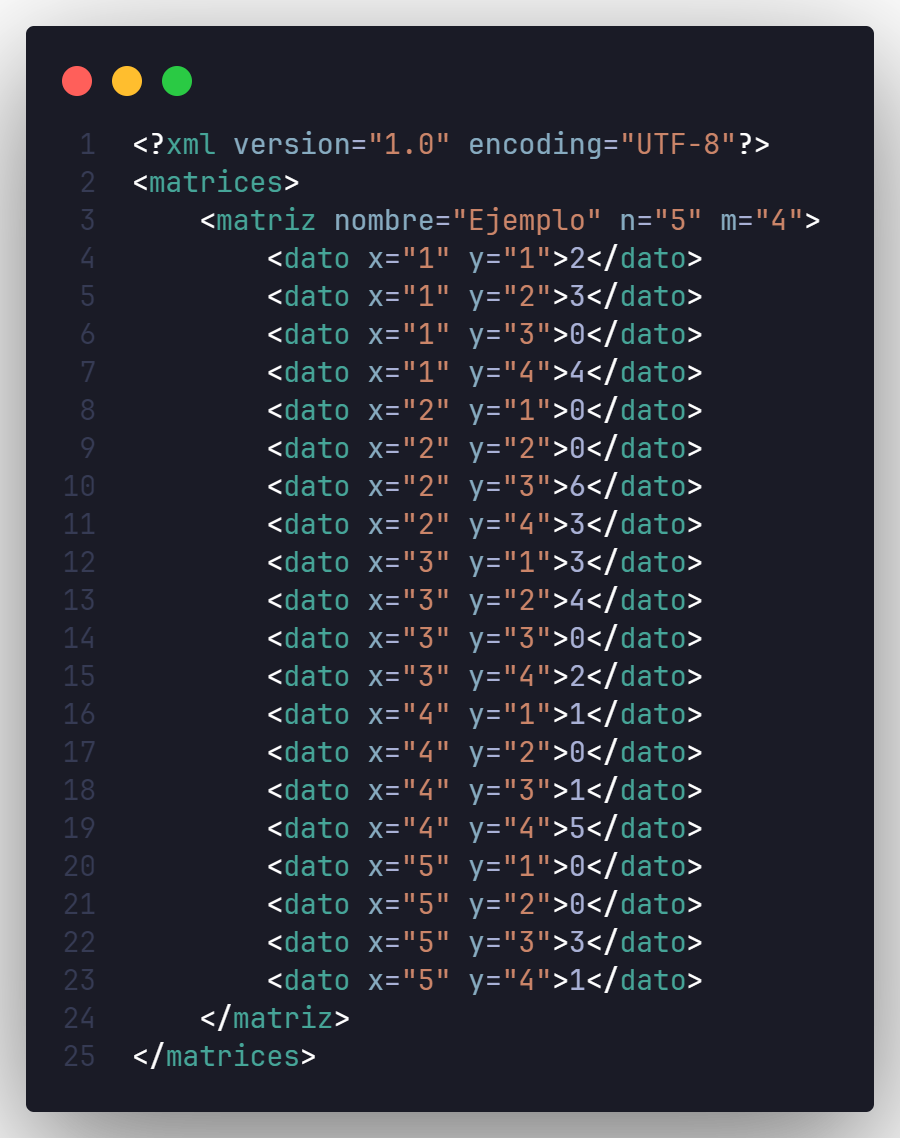 1 <?xml version="1.0" encoding="UTF-8"?>
2 <matrices>
3     <matriz nombre="Ejemplo" n="5" m="4">
4         <dato x="1" y="1">2</dato>
5         <dato x="1" y="2">3</dato>
6         <dato x="1" y="3">0</dato>
7         <dato x="1" y="4">4</dato>
8         <dato x="2" y="1">0</dato>
9         <dato x="2" y="2">0</dato>
10         <dato x="2" y="3">6</dato>
11         <dato x="2" y="4">3</dato>
12         <dato x="3" y="1">3</dato>
13         <dato x="3" y="2">4</dato>
14         <dato x="3" y="3">0</dato>
15         <dato x="3" y="4">2</dato>
16         <dato x="4" y="1">1</dato>
17         <dato x="4" y="2">0</dato>
18         <dato x="4" y="3">1</dato>
19         <dato x="4" y="4">5</dato>
20         <dato x="5" y="1">0</dato>
21         <dato x="5" y="2">0</dato>
22         <dato x="5" y="3">3</dato>
23         <dato x="5" y="4">1</dato>
24     </matriz>
25 </matrices>